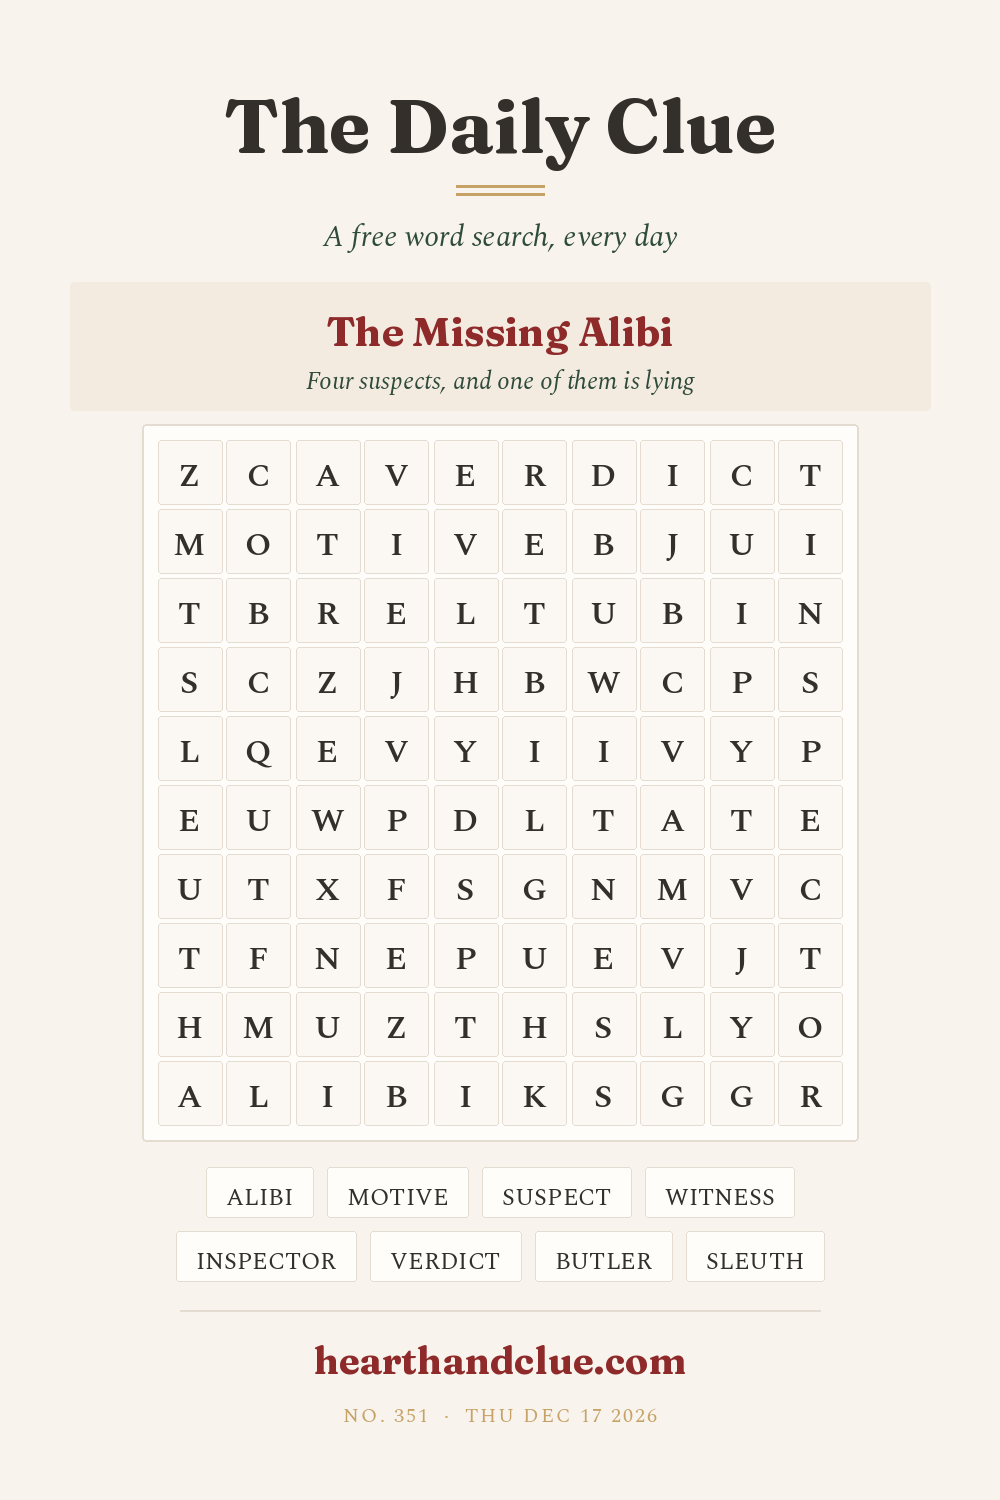 The Daily Clue
A free word search, every day
The Missing Alibi
Four suspects, and one of them is lying
Z C A V E R D I C T
M O T I V E B J U I
T B R E L T U B I N
S C Z J H B W C P S
L Q E V Y I I V Y P
E U W P D L T A T E
U T X F S G N M V C
T F N E P U E V J T
H M U Z T H S L Y O
A L I B I K S G G R
ALIBI MOTIVE SUSPECT WITNESS
INSPECTOR VERDICT BUTLER SLEUTH
hearthandclue.com
NO. 351 · THU DEC 17 2026